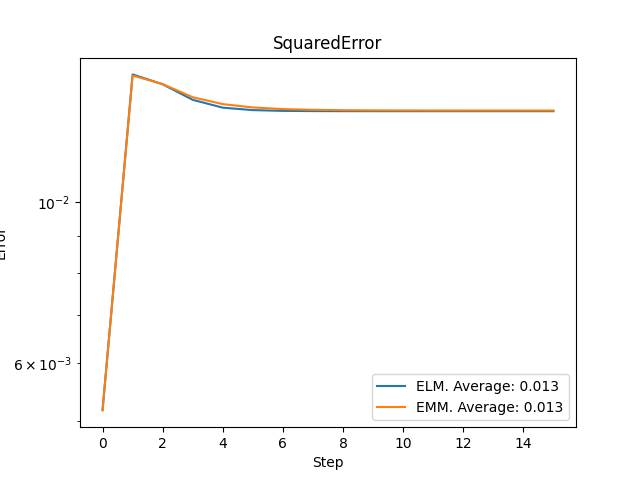 SquaredError
10⁻²
6 × 10⁻³
Error
0 2 4 6 8 10 12 14
Step
ELM. Average: 0.013
EMM. Average: 0.013